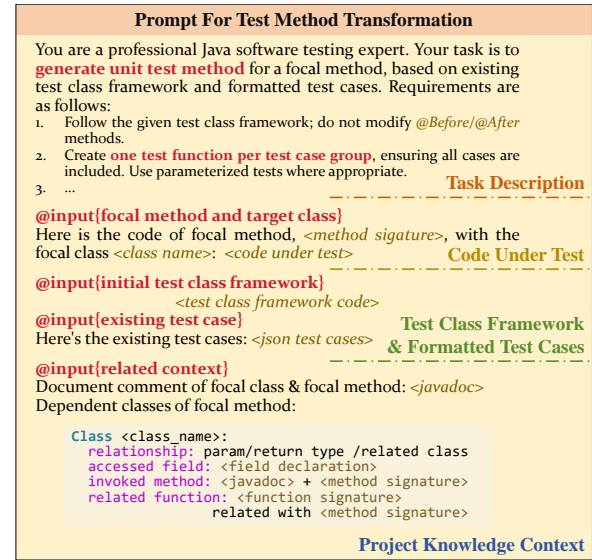 Prompt For Test Method Transformation
You are a professional Java software testing expert. Your task is to
generate unit test method for a focal method, based on existing
test class framework and formatted test cases. Requirements are
as follows:
1. Follow the given test class framework; do not modify @Before/@After
methods.
2. Create one test function per test case group, ensuring all cases are
included. Use parameterized tests where appropriate.
3. ...
Task Description
@input{focal method and target class}
Here is the code of focal method, <method sigature>, with the
focal class <class name>: <code under test>
Code Under Test
@input{initial test class framework}
<test class framework code>
@input{existing test case}
Here's the existing test cases: <json test cases>
Test Class Framework
& Formatted Test Cases
@input{related context}
Document comment of focal class & focal method: <javadoc>
Dependent classes of focal method:
Class <class_name>:
relationship: param/return type /related class
accessed field: <field declaration>
invoked method: <javadoc> + <method signature>
related function: <function signature>
related with <method signature>
Project Knowledge Context